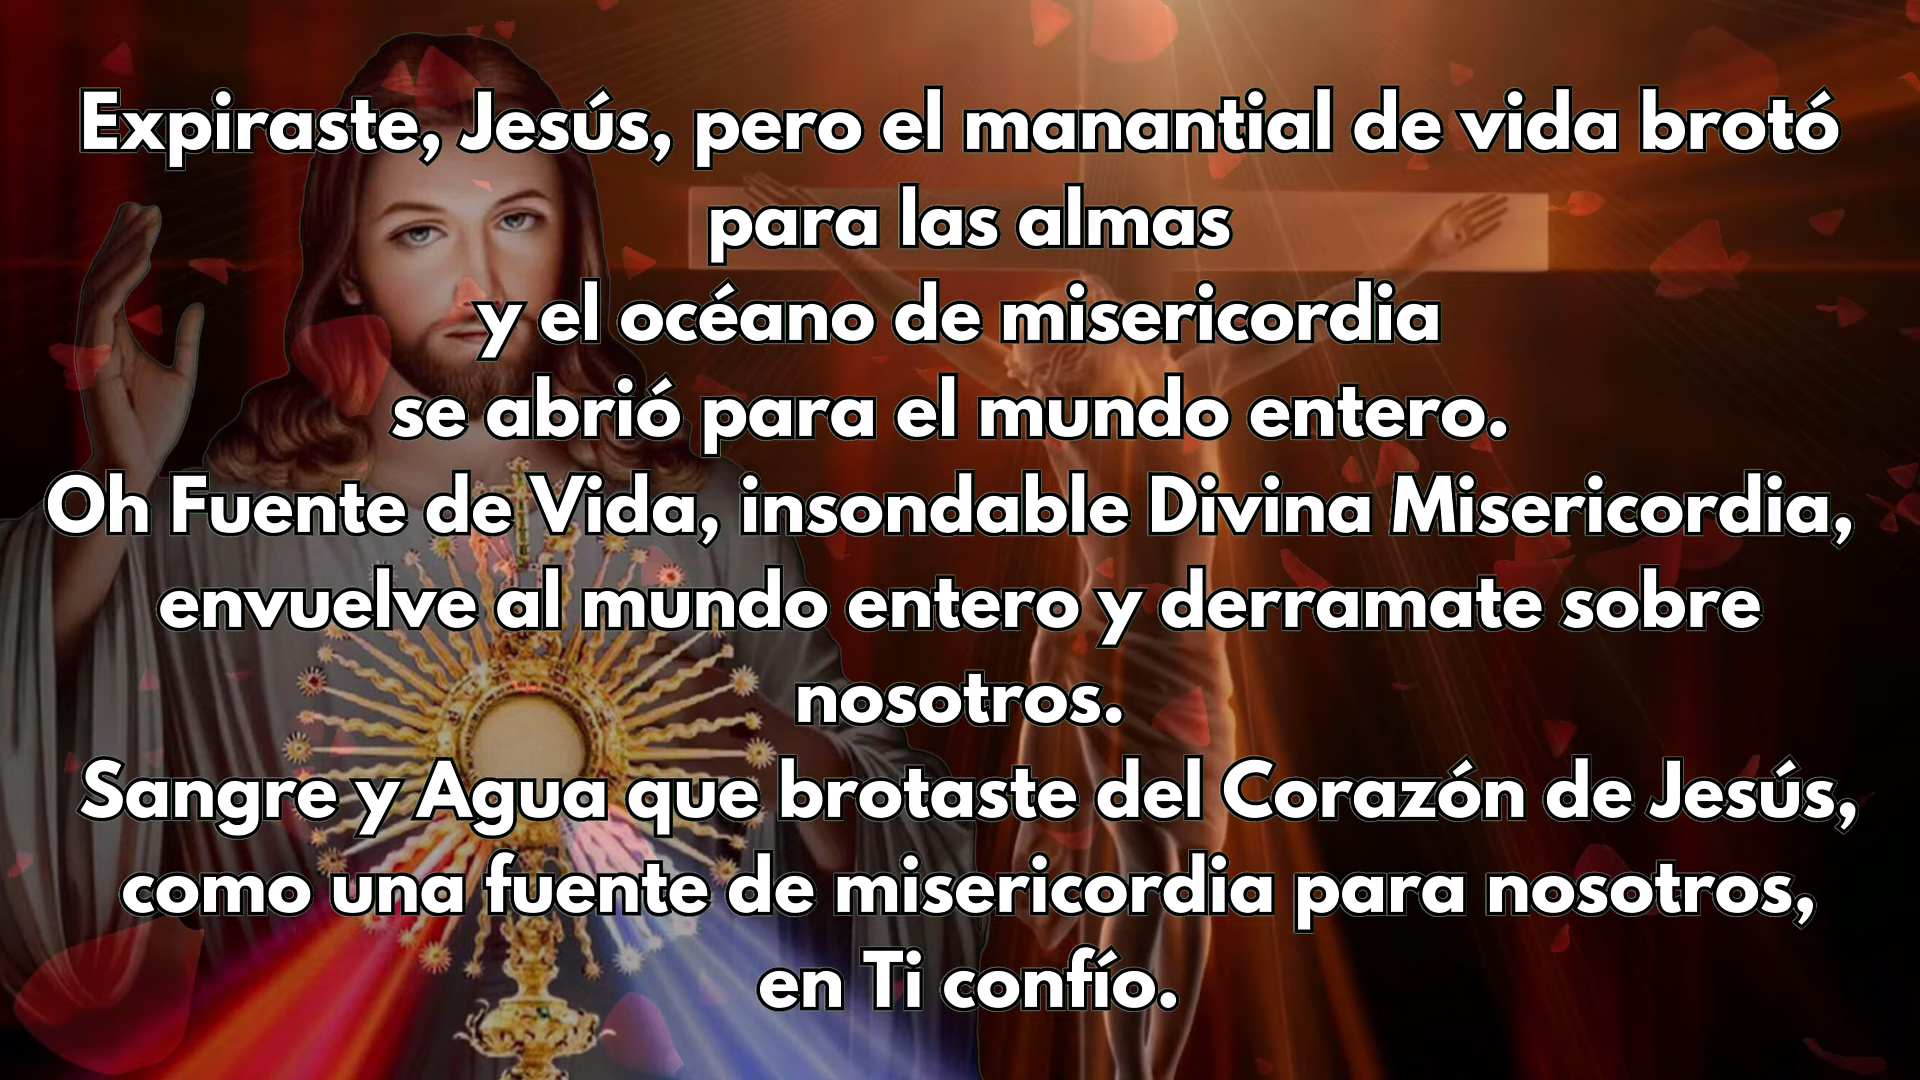 Expiraste, Jesús, pero el manantial de vida brotó
para las almas
y el océano de misericordia
se abrió para el mundo entero.
Oh Fuente de Vida, insondable Divina Misericordia,
envuelve al mundo entero y derramate sobre
nosotros.
Sangre y Agua que brotaste del Corazón de Jesús,
como una fuente de misericordia para nosotros,
en Ti confío.